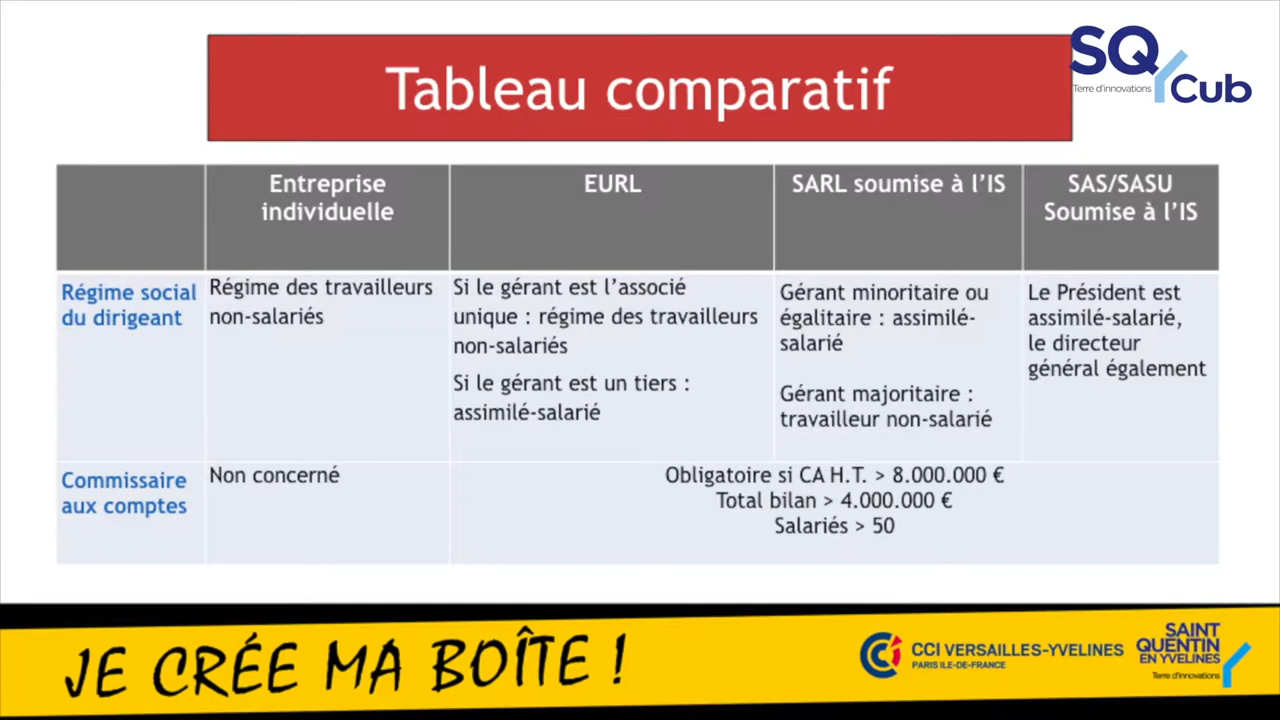 Tableau comparatif
SQY Cub
Terre d'innovations
Entreprise
individuelle
EURL
SARL soumise à l'IS
SAS/SASU
Soumise à l'IS
Régime social
du dirigeant
Régime des travailleurs
non-salariés
Si le gérant est l'associé
unique : régime des travailleurs
non-salariés
Si le gérant est un tiers :
assimilé-salarié
Gérant minoritaire ou
égalitaire : assimilé-
salarié
Gérant majoritaire :
travailleur non-salarié
Le Président est
assimilé-salarié,
le directeur
général également
Commissaire
aux comptes
Non concerné
Obligatoire si CA H.T. > 8.000.000 €
Total bilan > 4.000.000 €
Salariés > 50
JE CRÉE MA BOÎTE !
CCI VERSAILLES-YVELINES
PARIS ILE-DE-FRANCE
SAINT
QUENTIN
EN YVELINES
Terre d'innovations